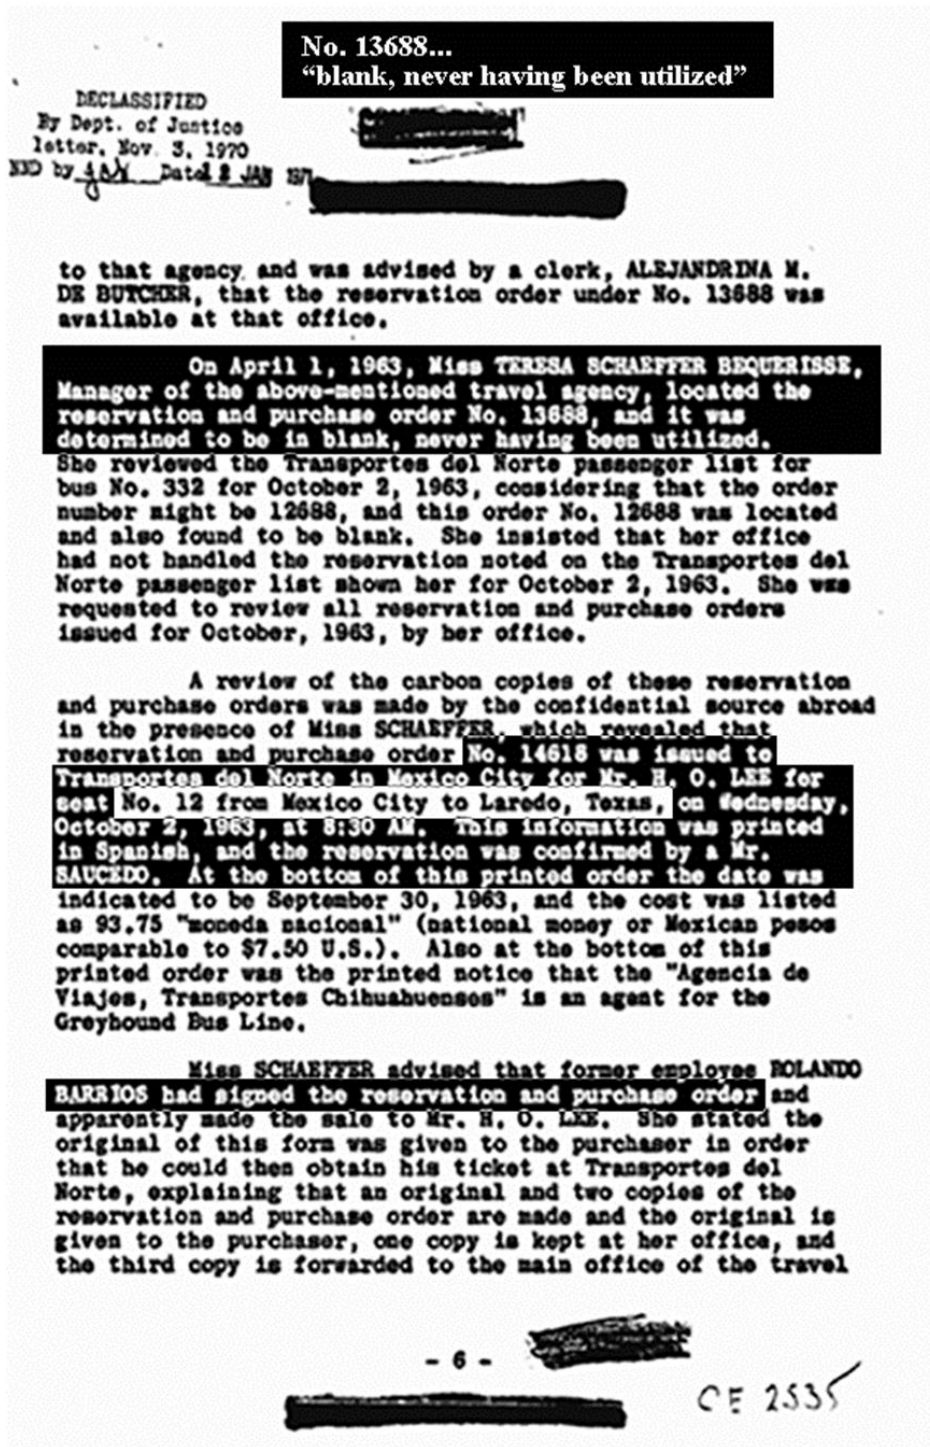 No. 13688...
“blank, never having been utilized”
DECLASSIFIED
By Dept. of Justice
letter, Nov. 3, 1970
NND by Date 12 JAN 1971
to that agency and was advised by a clerk, ALEJANDRINA M.
DE BUTCHER, that the reservation order under No. 13688 was
available at that office.
On April 1, 1963, Miss TERESA SCHAEFFER BEQUERISSE,
Manager of the above-mentioned travel agency, located the
reservation and purchase order No. 13688, and it was
determined to be in blank, never having been utilized.
She reviewed the Transportes del Norte passenger list for
bus No. 332 for October 2, 1963, considering that the order
number might be 12688, and this order No. 12688 was located
and also found to be blank. She insisted that her office
had not handled the reservation noted on the Transportes del
Norte passenger list shown her for October 2, 1963. She was
requested to review all reservation and purchase orders
issued for October, 1963, by her office.
A review of the carbon copies of these reservation
and purchase orders was made by the confidential source abroad
in the presence of Miss SCHAEFFER, which revealed that
reservation and purchase order No. 14618 was issued to
Transportes del Norte in Mexico City for Mr. H. O. LEE for
seat No. 12 from Mexico City to Laredo, Texas, on Wednesday,
October 2, 1963, at 8:30 AM. This information was printed
in Spanish, and the reservation was confirmed by a Mr.
SAUCEDO. At the bottom of this printed order the date was
indicated to be September 30, 1963, and the cost was listed
as 93.75 "moneda nacional" (national money or Mexican pesos
comparable to $7.50 U.S.). Also at the bottom of this
printed order was the printed notice that the "Agencia de
Viajes, Transportes Chihuahuenses" is an agent for the
Greyhound Bus Line.
Miss SCHAEFFER advised that former employee ROLANDO
BARRIOS had signed the reservation and purchase order and
apparently made the sale to Mr. H. O. LEE. She stated the
original of this form was given to the purchaser in order
that he could then obtain his ticket at Transportes del
Norte, explaining that an original and two copies of the
reservation and purchase order are made and the original is
given to the purchaser, one copy is kept at her office, and
the third copy is forwarded to the main office of the travel
- 6 -
CE 2535